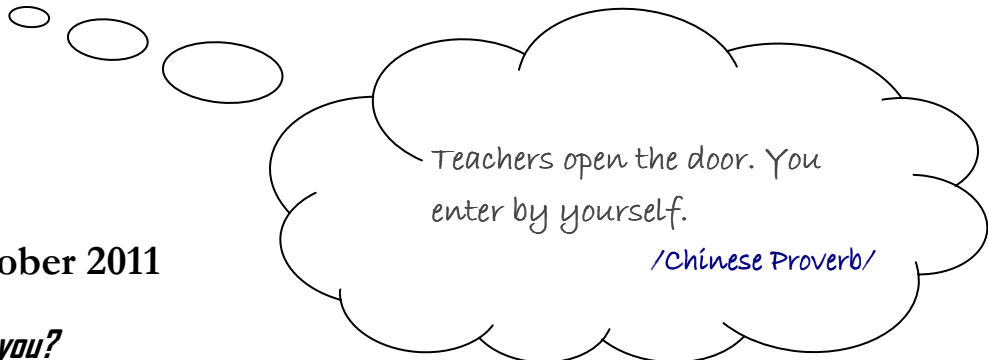 Teachers open the door. You
enter by yourself.
/Chinese Proverb/
ober 2011
you?